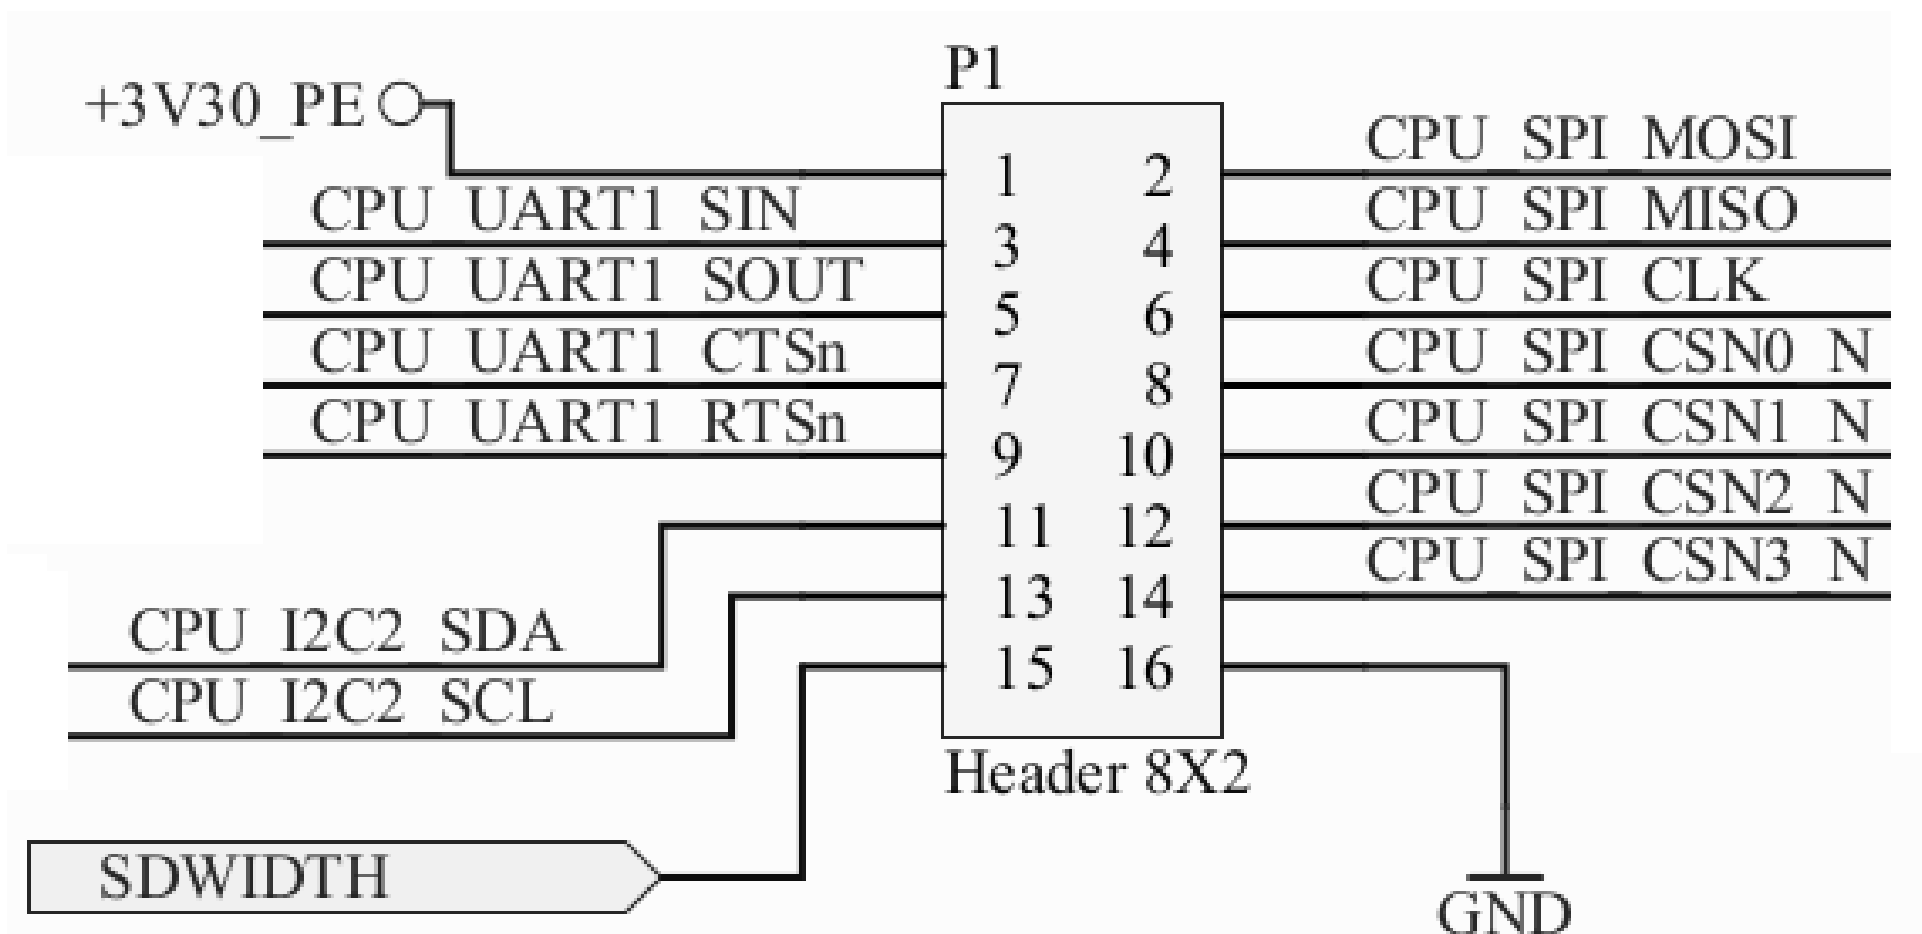 P1
+3V30_PE
1 2
CPU SPI MOSI
CPU UART1 SIN
3 4
CPU SPI MISO
CPU UART1 SOUT
5 6
CPU SPI CLK
CPU UART1 CTSn
7 8
CPU SPI CSN0 N
CPU UART1 RTSn
9 10
CPU SPI CSN1 N
11 12
CPU SPI CSN2 N
13 14
CPU SPI CSN3 N
CPU I2C2 SDA
15 16
CPU I2C2 SCL
Header 8X2
SDWIDTH
GND